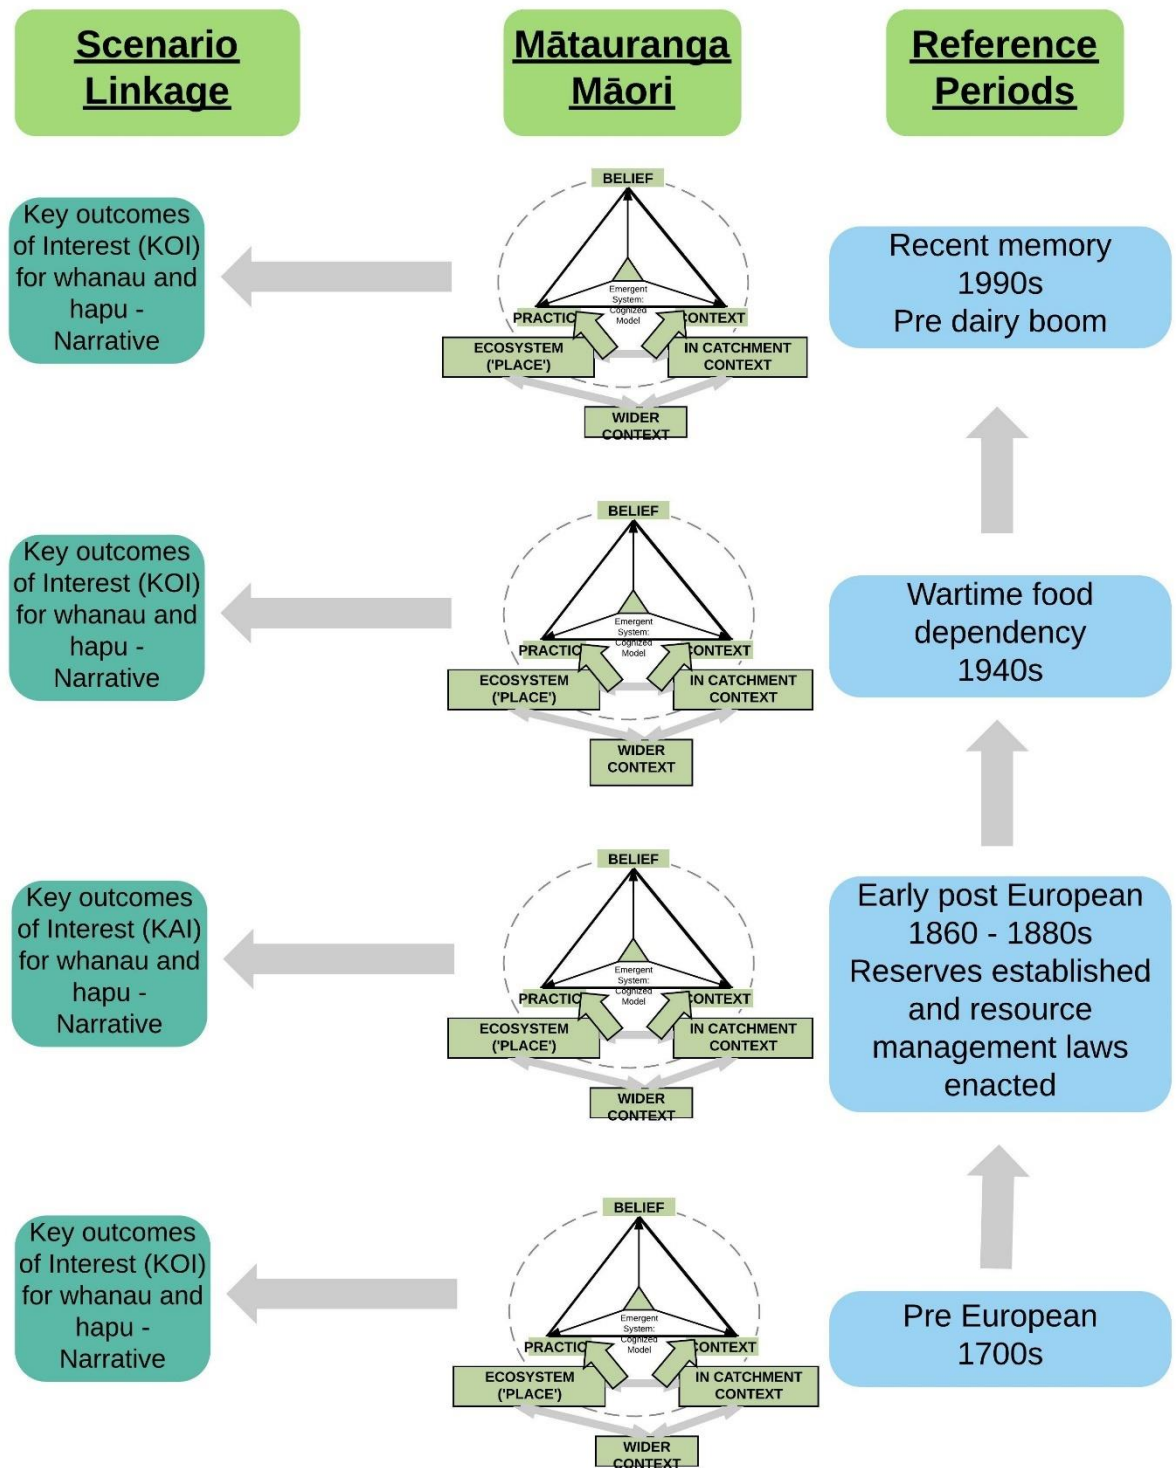 Scenario
Linkage
Mātauranga
Māori
Reference
Periods
Key outcomes
of Interest (KOI)
for whanau and
hapu -
Narrative
BELIEF
Emergent
System:
Cognized
Model
PRACTIC
CONTEXT
ECOSYSTEM
('PLACE')
IN CATCHMENT
CONTEXT
WIDER
CONTEXT
Recent memory
1990s
Pre dairy boom
Key outcomes
of Interest (KOI)
for whanau and
hapu -
Narrative
BELIEF
Emergent
System:
Cognized
Model
PRACTIC
CONTEXT
ECOSYSTEM
('PLACE')
IN CATCHMENT
CONTEXT
WIDER
CONTEXT
Wartime food
dependency
1940s
Key outcomes
of Interest (KAI)
for whanau and
hapu -
Narrative
BELIEF
Emergent
System:
Cognized
Model
PRACTIC
CONTEXT
ECOSYSTEM
('PLACE')
IN CATCHMENT
CONTEXT
WIDER
CONTEXT
Early post European
1860 - 1880s
Reserves established
and resource
management laws
enacted
Key outcomes
of Interest (KOI)
for whanau and
hapu -
Narrative
BELIEF
Emergent
System:
Cognized
Model
PRACTIC
CONTEXT
ECOSYSTEM
('PLACE')
IN CATCHMENT
CONTEXT
WIDER
CONTEXT
Pre European
1700s